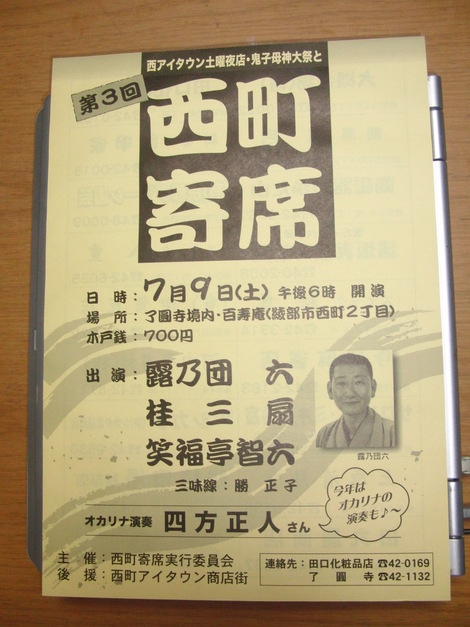 西アイタウン土曜夜店・鬼子母神大祭と
第3回
西町
寄席
日 時：7月9日(土) 午後6時 開演
場 所：了圓寺境内・百寿庵(綾部市西町2丁目)
木戸銭：700円
出 演：露乃団 六
桂 三 扇
笑福亭智六
三味線：勝 正子
露乃団六
今年は
オカリナの
演奏も♪～
オカリナ演奏 四方正人さん
主 催：西町寄席実行委員会
後 援：西町アイタウン商店街
連絡先：田口化粧品店 ☎42-0169
了 圓 寺 ☎42-1132